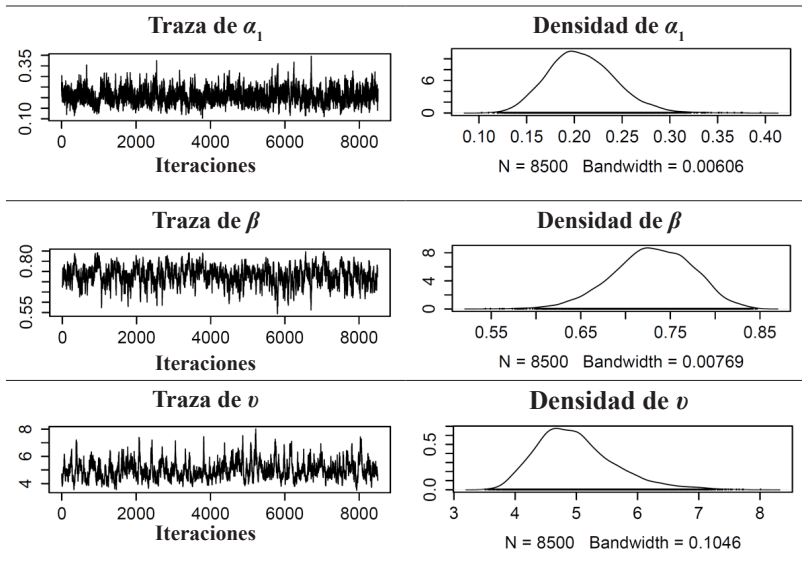 Traza de α1
Densidad de α1
0.35
0.10
0 2000 4000 6000 8000
Iteraciones
6
0
0.10 0.15 0.20 0.25 0.30 0.35 0.40
N = 8500 Bandwidth = 0.00606
Traza de β
Densidad de β
0.80
0.55
0 2000 4000 6000 8000
Iteraciones
8
4
0
0.55 0.65 0.75 0.85
N = 8500 Bandwidth = 0.00769
Traza de υ
Densidad de υ
8
6
4
0 2000 4000 6000 8000
Iteraciones
0.5
0.0
3 4 5 6 7 8
N = 8500 Bandwidth = 0.1046